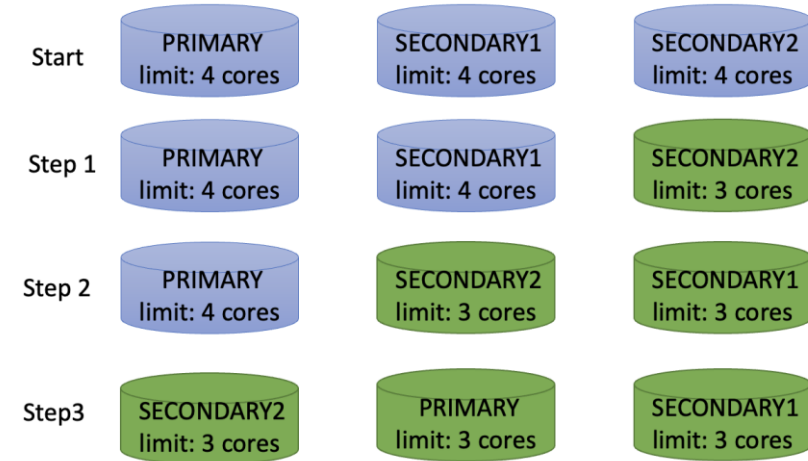 Start
PRIMARY
limit: 4 cores
SECONDARY1
limit: 4 cores
SECONDARY2
limit: 4 cores
Step 1
PRIMARY
limit: 4 cores
SECONDARY1
limit: 4 cores
SECONDARY2
limit: 3 cores
Step 2
PRIMARY
limit: 4 cores
SECONDARY2
limit: 3 cores
SECONDARY1
limit: 3 cores
Step3
SECONDARY2
limit: 3 cores
PRIMARY
limit: 3 cores
SECONDARY1
limit: 3 cores